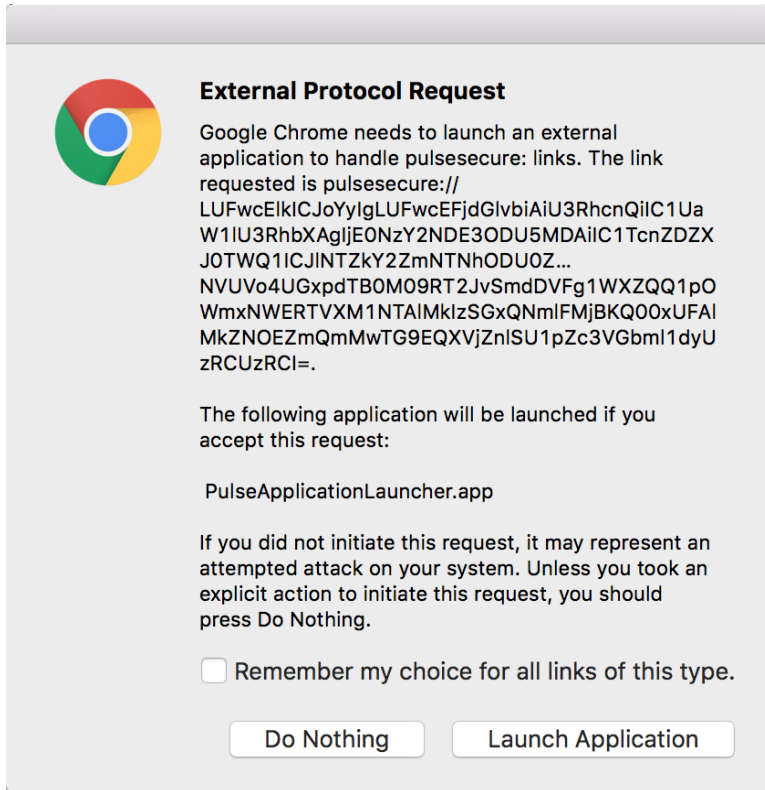 External Protocol Request
Google Chrome needs to launch an external
application to handle pulsesecure: links. The link
requested is pulsesecure://
LUFwcElkICJoYyIgLUFwcEFjdGlvbiAiU3RhcnQiIC1Ua
W1lU3RhbXAgIjE0NzY2NDE3ODU5MDAiIC1TcnZDZX
J0TWQ1ICJlNTZkY2ZmNTNhODU0Z...
NVUVo4UGxpdTB0M09RT2JvSmdDVFg1WXZQQ1pO
WmxNWERTVXM1NTAlMklzSGxQNmlFMjBKQ00xUFAl
MkZNOEZmQmMwTG9EQXVjZnlSU1pZc3VGbml1dyU
zRCUzRCI=.
The following application will be launched if you
accept this request:
PulseApplicationLauncher.app
If you did not initiate this request, it may represent an
attempted attack on your system. Unless you took an
explicit action to initiate this request, you should
press Do Nothing.
Remember my choice for all links of this type.
Do Nothing Launch Application